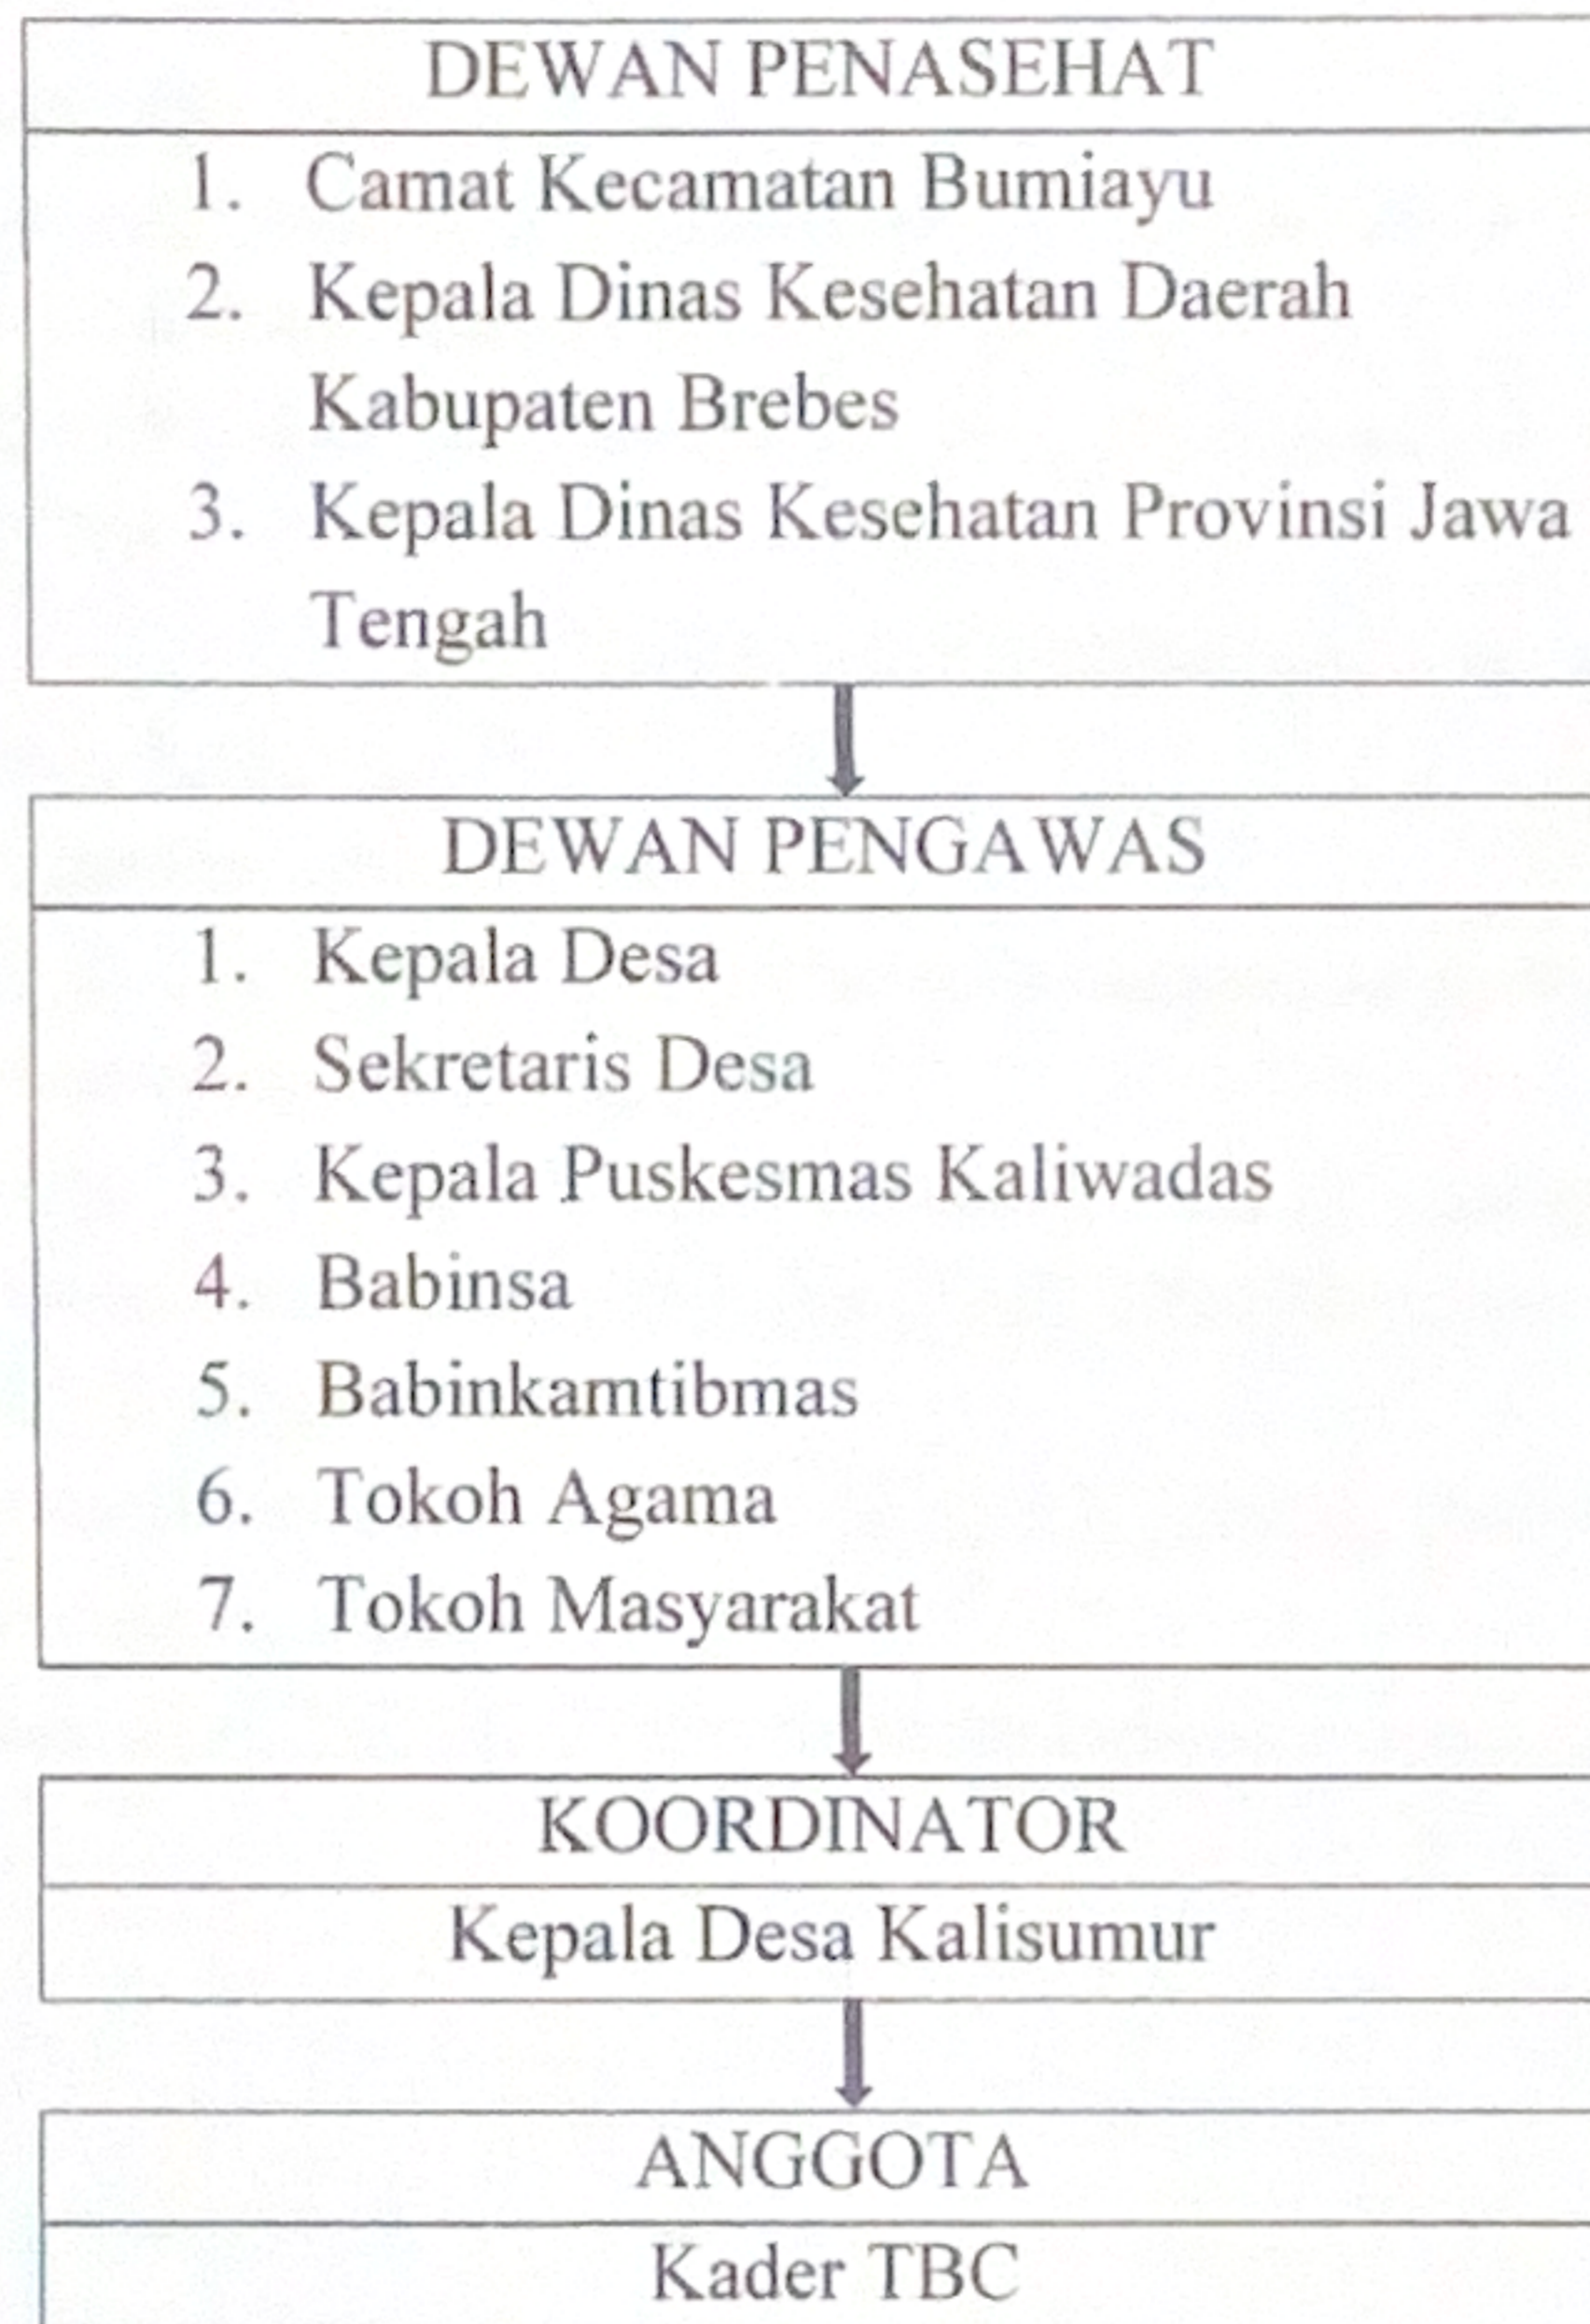 DEWAN PENASEHAT
1. Camat Kecamatan Bumiayu
2. Kepala Dinas Kesehatan Daerah
Kabupaten Brebes
3. Kepala Dinas Kesehatan Provinsi Jawa
Tengah
DEWAN PENGAWAS
1. Kepala Desa
2. Sekretaris Desa
3. Kepala Puskesmas Kaliwadas
4. Babinsa
5. Babinkamtibmas
6. Tokoh Agama
7. Tokoh Masyarakat
KOORDINATOR
Kepala Desa Kalisumur
ANGGOTA
Kader TBC